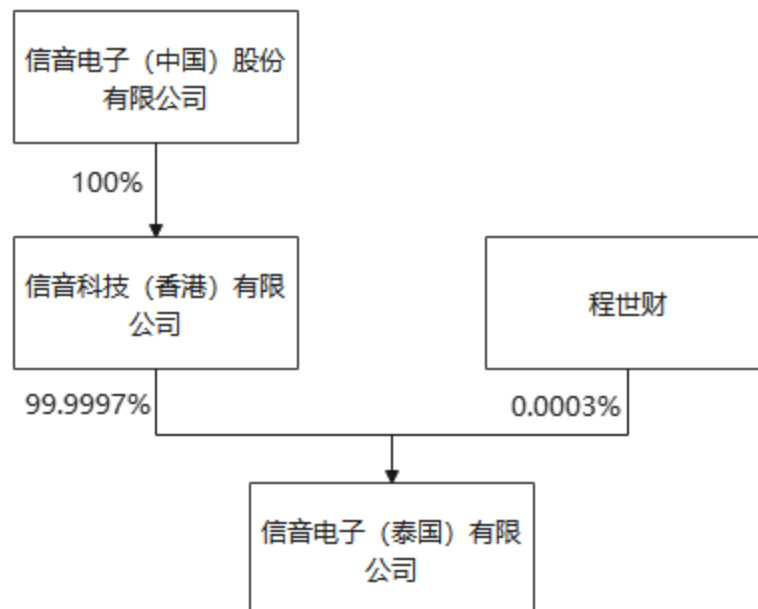 信音电子（中国）股份
有限公司
100%
信音科技（香港）有限
公司
程世财
99.9997%
0.0003%
信音电子（泰国）有限
公司